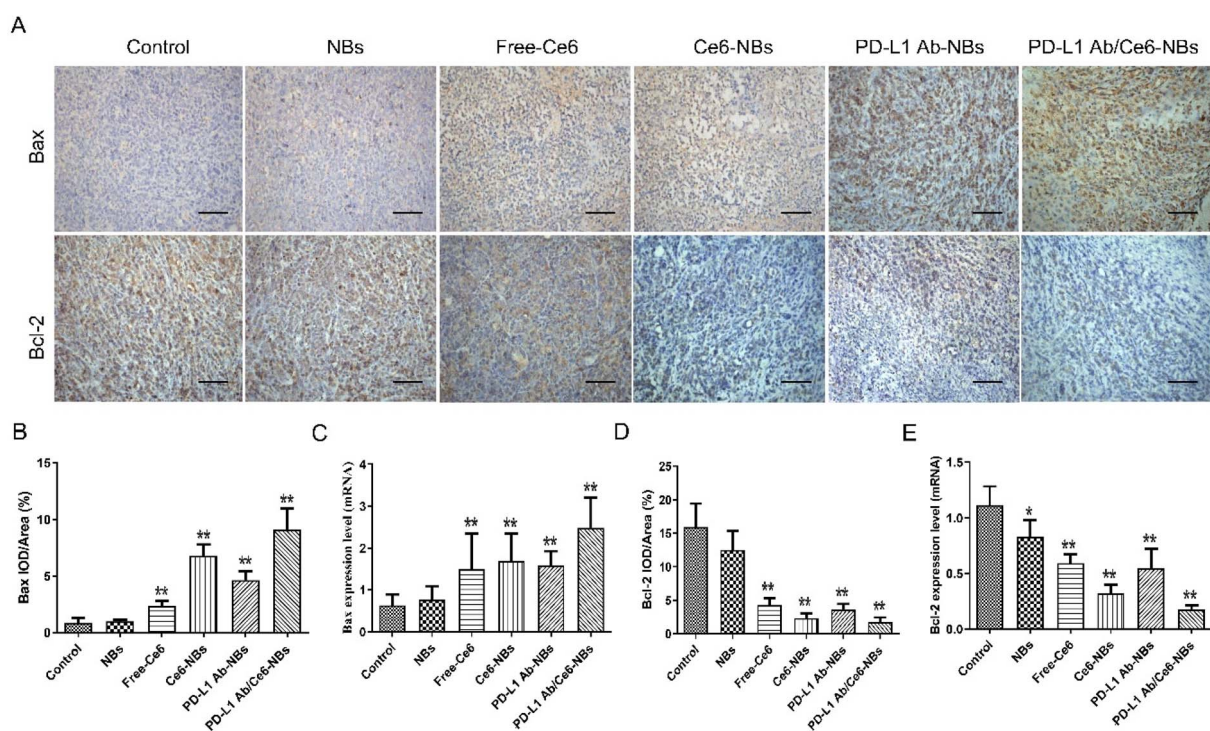 A
Control NBs Free-Ce6 Ce6-NBs PD-L1 Ab-NBs PD-L1 Ab/Ce6-NBs
Bax
Bcl-2
B
Bax IOD/Area (%)
15
10
5
0
** ** ** **
Control NBs Free-Ce6 Ce6-NBs PD-L1 Ab-NBs PD-L1 Ab/Ce6-NBs
C
Bax expression level (mRNA)
4
3
2
1
0
** ** ** **
Control NBs Free-Ce6 Ce6-NBs PD-L1 Ab-NBs PD-L1 Ab/Ce6-NBs
D
Bcl-2 IOD/Area (%)
25
20
15
10
5
0
** ** ** **
Control NBs Free-Ce6 Ce6-NBs PD-L1 Ab-NBs PD-L1 Ab/Ce6-NBs
E
Bcl-2 expression level (mRNA)
1.5
1.0
0.5
0.0
* ** ** ** **
Control NBs Free-Ce6 Ce6-NBs PD-L1 Ab-NBs PD-L1 Ab/Ce6-NBs